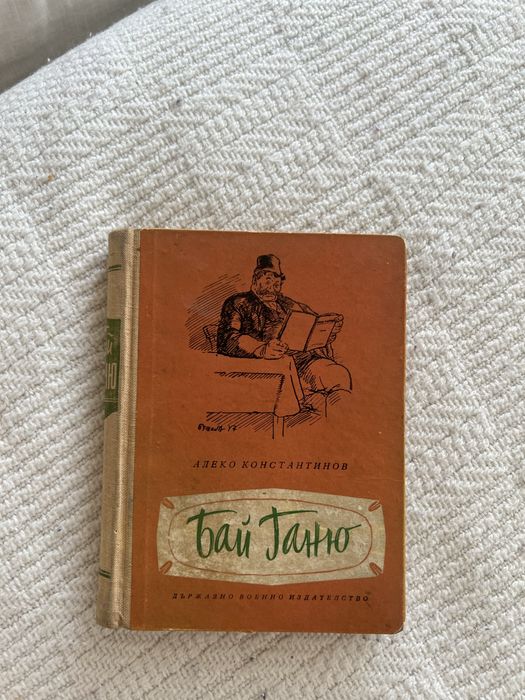 АЛЕКО КОНСТАНТИНОВ
Бай Ганю
ДЪРЖАВНО ВОЕННО ИЗДАТЕЛСТВО